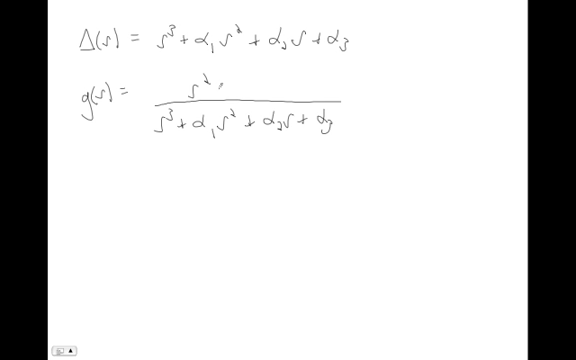 Δ(s) = s³ + α₁s² + α₂s + α₃
g(s) = s²
s³ + α₁s² + α₂s + α₃